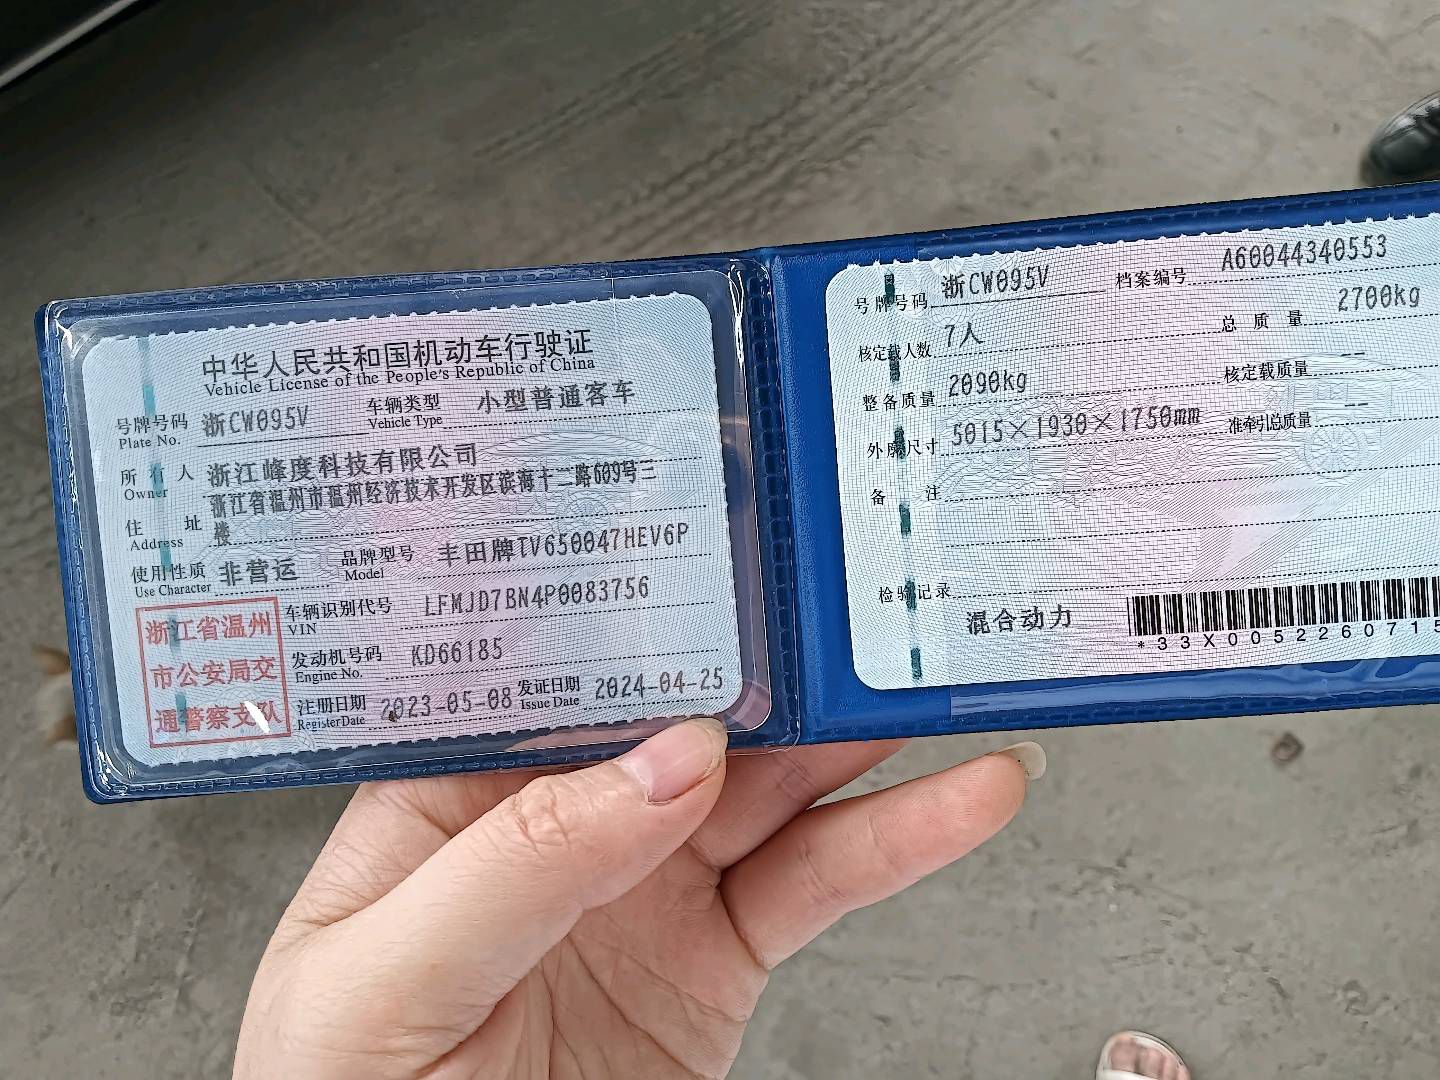 中华人民共和国机动车行驶证
Vehicle License of the People's Republic of China
号牌号码 浙CW095V 车辆类型 小型普通客车
Plate No. Vehicle Type
所有人 浙江峰度科技有限公司
Owner
住址 浙江省温州市温州经济技术开发区滨海十二路609号三
Address 楼
使用性质 非营运 品牌型号 丰田牌TV650047HEV6P
Use Character Model
浙江省温州
市公安局交
通警察支队
车辆识别代号 LFMJD7BN4P0083756
VIN
发动机号码 KD66185
Engine No.
注册日期 2023-05-08 发证日期 2024-04-25
Register Date Issue Date
号牌号码 浙CW095V 档案编号 A60044340553
核定载人数 7人 总质量 2700kg
整备质量 2090kg 核定载质量 --
外廓尺寸 5015×1930×1750mm 准牵引总质量 --
备注
检验记录
混合动力
*33X005226071